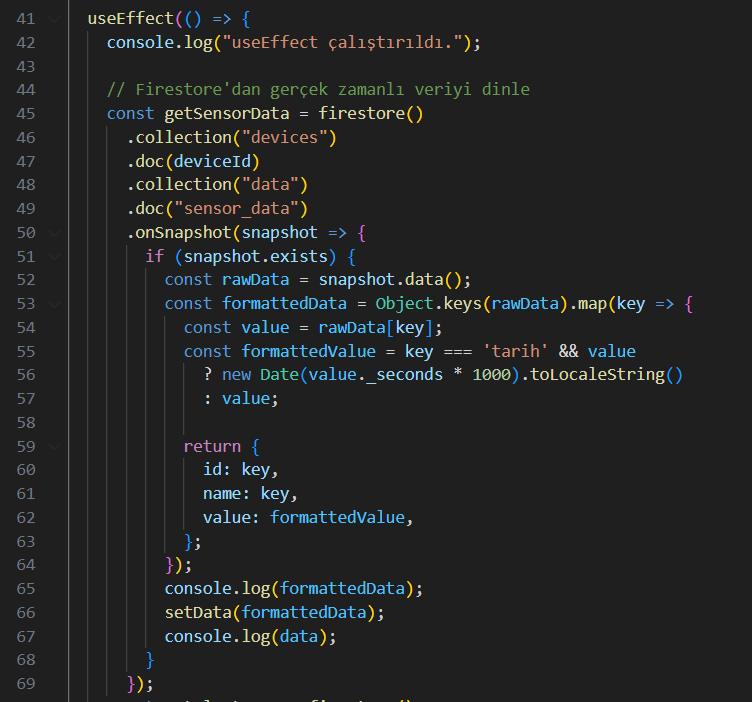 41 useEffect(() => {
42 console.log("useEffect çalıştırıldı.");
43
44 // Firestore'dan gerçek zamanlı veriyi dinle
45 const getSensorData = firestore()
46 .collection("devices")
47 .doc(deviceId)
48 .collection("data")
49 .doc("sensor_data")
50 .onSnapshot(snapshot => {
51 if (snapshot.exists) {
52 const rawData = snapshot.data();
53 const formattedData = Object.keys(rawData).map(key => {
54 const value = rawData[key];
55 const formattedValue = key === 'tarih' && value
56 ? new Date(value._seconds * 1000).toLocaleString()
57 : value;
58
59 return {
60 id: key,
61 name: key,
62 value: formattedValue,
63 };
64 });
65 console.log(formattedData);
66 setData(formattedData);
67 console.log(data);
68 }
69 });